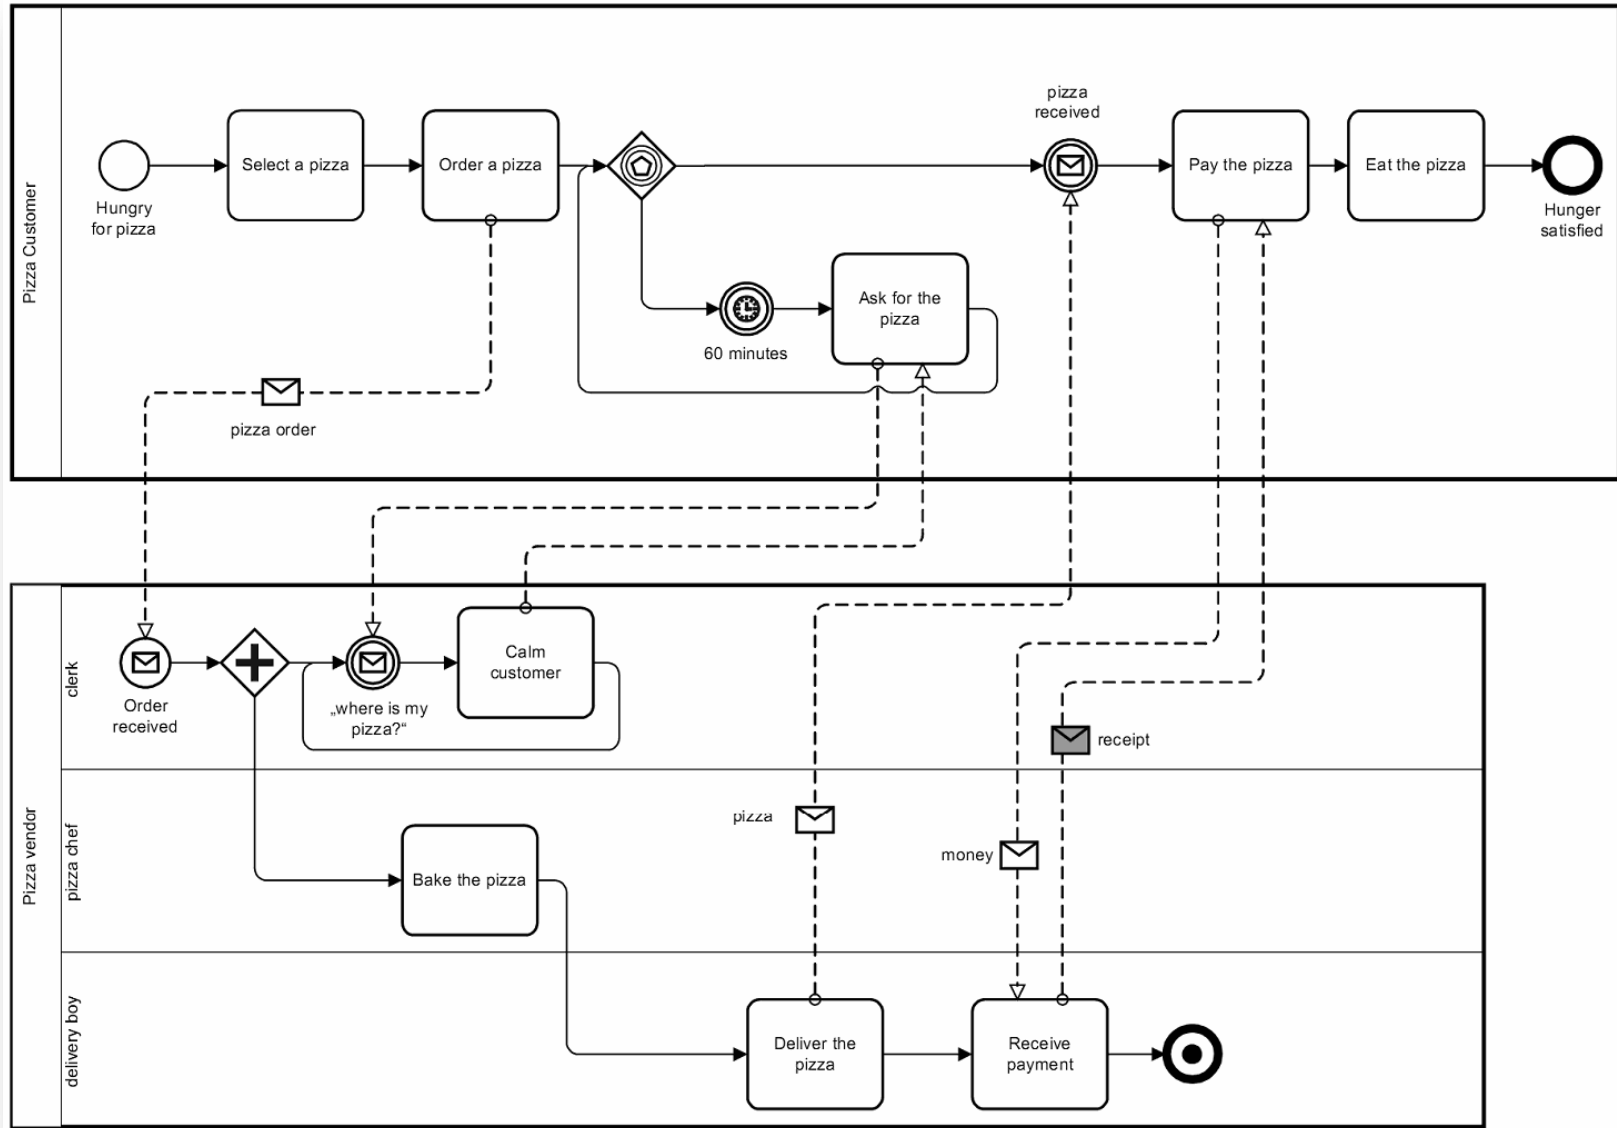 Pizza Customer
Hungry
for pizza
Select a pizza
Order a pizza
pizza
received
Pay the pizza
Eat the pizza
Hunger
satisfied
60 minutes
Ask for the
pizza
pizza order
Pizza vendor
clerk
Order
received
„where is my
pizza?“
Calm
customer
receipt
pizza chef
Bake the pizza
pizza
money
delivery boy
Deliver the
pizza
Receive
payment